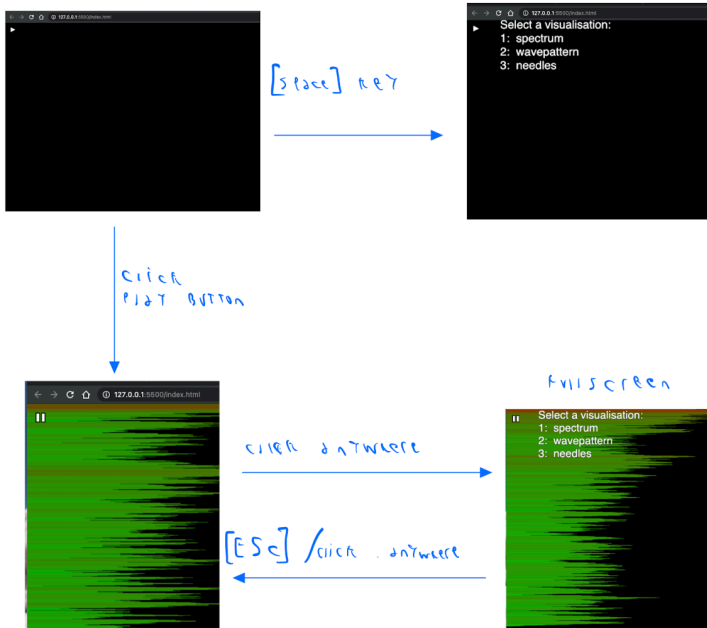 127.0.0.1:5500/index.html
127.0.0.1:5500/index.html
Select a visualisation:
1: spectrum
2: wavepattern
3: needles
[space] key
click
play button
127.0.0.1:5500/index.html
fullscreen
Select a visualisation:
1: spectrum
2: wavepattern
3: needles
click anywhere
[ESC] / click anywhere